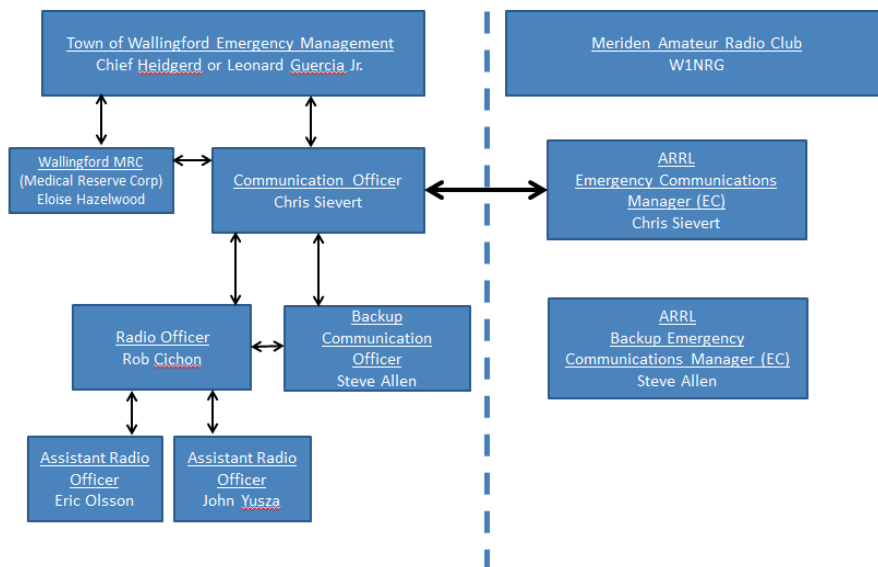 Town of Wallingford Emergency Management
Chief Heidgerd or Leonard Guercia Jr.
Meriden Amateur Radio Club
W1NRG
Wallingford MRC
(Medical Reserve Corp)
Eloise Hazelwood
Communication Officer
Chris Sievert
ARRL
Emergency Communications
Manager (EC)
Chris Sievert
Radio Officer
Rob Cichon
Backup
Communication
Officer
Steve Allen
ARRL
Backup Emergency
Communications Manager (EC)
Steve Allen
Assistant Radio
Officer
Eric Olsson
Assistant Radio
Officer
John Yusza